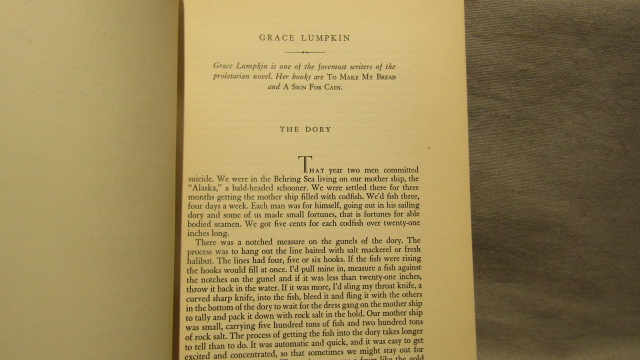 GRACE LUMPKIN
Grace Lumpkin is one of the foremost writers of the
proletarian novel. Her books are TO MAKE MY BREAD
and A SIGN FOR CAIN.
THE DORY
THAT year two men committed
suicide. We were in the Behring Sea living on our mother ship, the
"Alaska," a bald-headed schooner. We were settled there for three
months getting the mother ship filled with codfish. We'd fish three,
four days a week. Each man was for himself, going out in his sailing
dory and some of us made small fortunes, that is fortunes for able
bodied seamen. We got five cents for each codfish over twenty-one
inches long.
There was a notched measure on the gunels of the dory. The
process was to hang out the line baited with salt mackerel or fresh
halibut. The lines had four, five or six hooks. If the fish were rising
the hooks would fill at once. I'd pull mine in, measure a fish against
the notches on the gunel and if it was less than twenty-one inches,
throw it back in the water. If it was more, I'd sling my throat knife, a
curved sharp knife, into the fish, bleed it and fling it with the others
in the bottom of the dory to wait for the dress gang on the mother ship
to tally and pack it down with rock salt in the hold. Our mother ship
was small, carrying five hundred tons of fish and two hundred tons
of rock salt. The process of getting the fish into the dory takes longer
to tell than to do. It was automatic and quick, and it was easy to get
excited and concentrated, so that sometimes we might stay out for